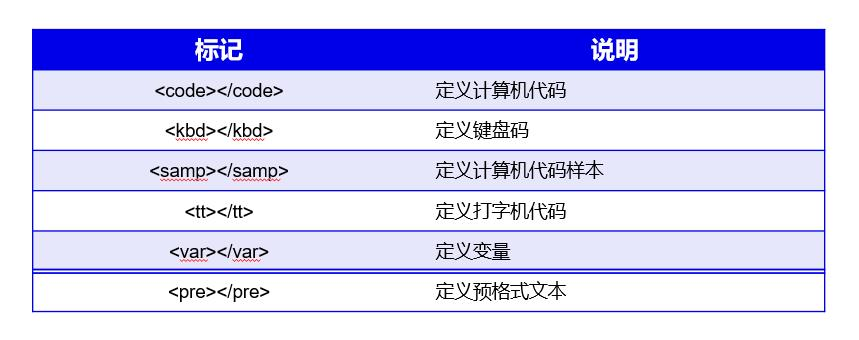 标记 说明
<code></code> 定义计算机代码
<kbd></kbd> 定义键盘码
<samp></samp> 定义计算机代码样本
<tt></tt> 定义打字机代码
<var></var> 定义变量
<pre></pre> 定义预格式文本